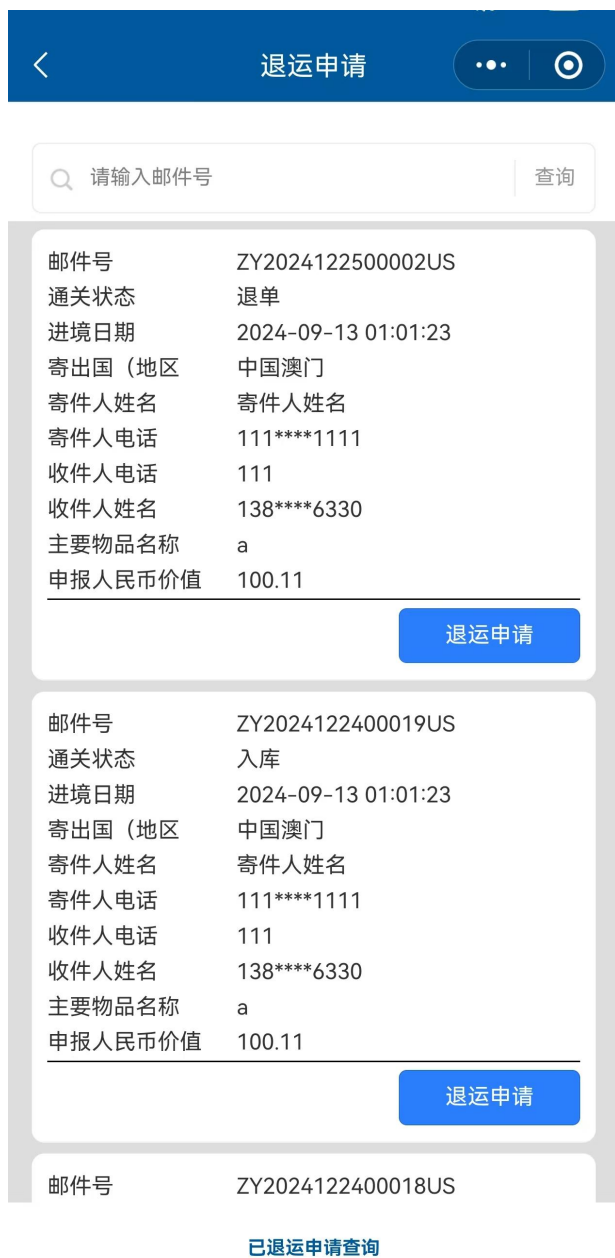 退运申请
请输入邮件号 查询
邮件号 ZY2024122500002US
通关状态 退单
进境日期 2024-09-13 01:01:23
寄出国（地区 中国澳门
寄件人姓名 寄件人姓名
寄件人电话 111****1111
收件人电话 111
收件人姓名 138****6330
主要物品名称 a
申报人民币价值 100.11
退运申请
邮件号 ZY2024122400019US
通关状态 入库
进境日期 2024-09-13 01:01:23
寄出国（地区 中国澳门
寄件人姓名 寄件人姓名
寄件人电话 111****1111
收件人电话 111
收件人姓名 138****6330
主要物品名称 a
申报人民币价值 100.11
退运申请
邮件号 ZY2024122400018US
已退运申请查询